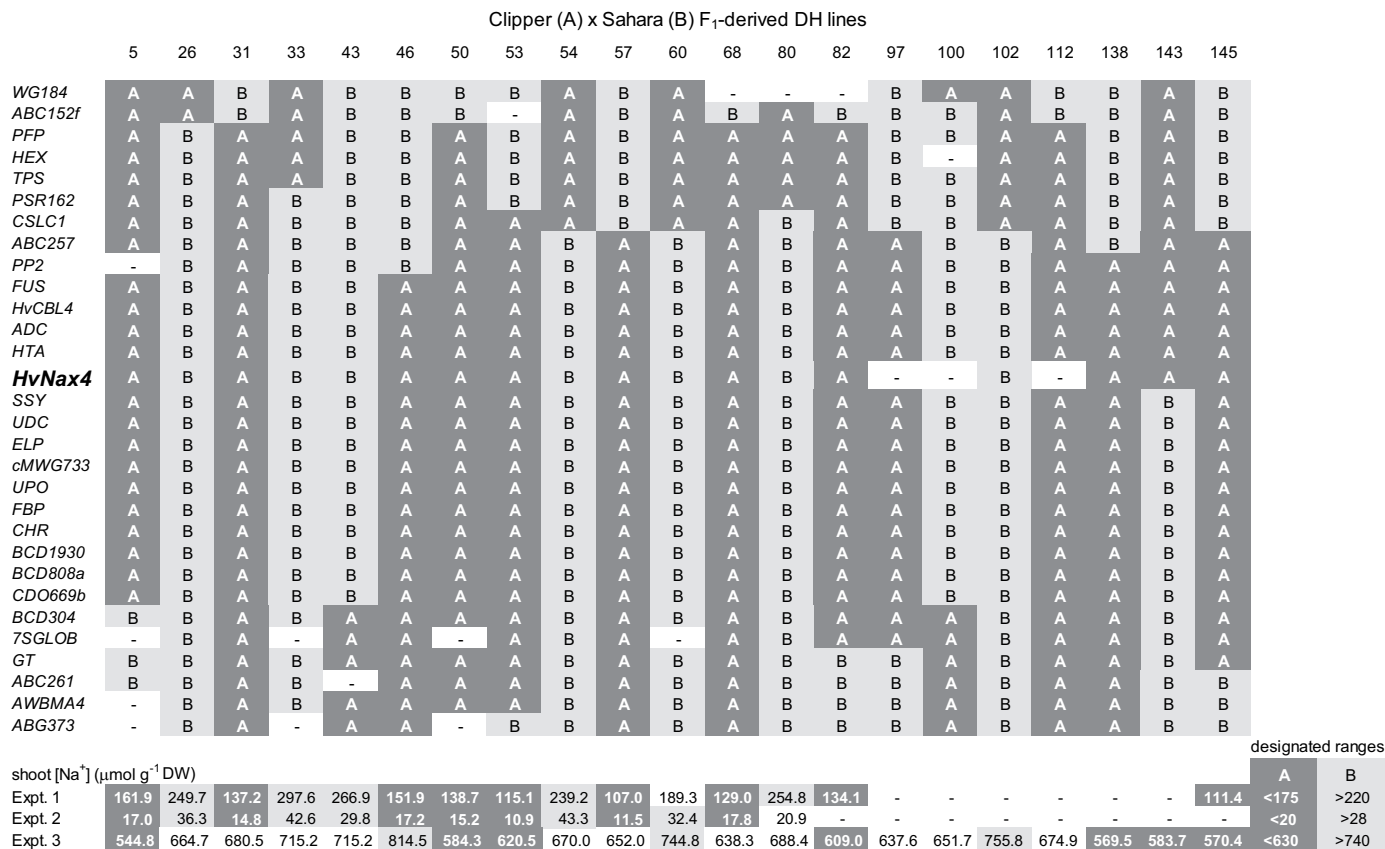 Clipper (A) x Sahara (B) F1-derived DH lines
5 26 31 33 43 46 50 53 54 57 60 68 80 82 97 100 102 112 138 143 145
WG184 A A B A B B B B A B A - - - B A A B B A B
ABC152f A A B A B B B - A B A B A B B B A B B A B
PFP A B A A B B A B A B A A A A B B A A B A B
HEX A B A A B B A B A B A A A A B - A A B A B
TPS A B A A B B A B A B A A A A B B A A B A B
PSR162 A B A B B B A B A B A A A A B B A A B A B
CSLC1 A B A B B B A A A B A A B A B B A A B A B
ABC257 A B A B B B A A B A B A B A A B B A B A A
PP2 - B A B B B A A B A B A B A A B B A A A A
FUS A B A B B A A A B A B A B A A B B A A A A
HvCBL4 A B A B B A A A B A B A B A A B B A A A A
ADC A B A B B A A A B A B A B A A B B A A A A
HTA A B A B B A A A B A B A B A A B B A A A A
HvNax4 A B A B B A A A B A B A B A - - B - A A A
SSY A B A B B A A A B A B A B A A B B A A B A
UDC A B A B B A A A B A B A B A A B B A A B A
ELP A B A B B A A A B A B A B A A B B A A B A
cMWG733 A B A B B A A A B A B A B A A B B A A B A
UPO A B A B B A A A B A B A B A A B B A A B A
FBP A B A B B A A A B A B A B A A B B A A B A
CHR A B A B B A A A B A B A B A A B B A A B A
BCD1930 A B A B B A A A B A B A B A A B B A A B A
BCD808a A B A B B A A A B A B A B A A B B A A B A
CDO669b A B A B B A A A B A B A B A A B B A A B A
BCD304 B B A B A A A A B A B A B A A A B A A B A
7SGLOB - B A - A A - A B A - A B A A A B A A B A
GT B B A B A A A A B A B A B B B A B A A B A
ABC261 B B A B - A A A B A B A B B B A B A A B B
AWBMA4 - B A B A A A A B A B A B B B A B A A B B
ABG373 - B A - A A - B B A B A B B B A B A A B B
designated ranges
shoot [Na+] (µmol g-1 DW) A B
Expt. 1 161.9 249.7 137.2 297.6 266.9 151.9 138.7 115.1 239.2 107.0 189.3 129.0 254.8 134.1 - - - - - - 111.4 <175 >220
Expt. 2 17.0 36.3 14.8 42.6 29.8 17.2 15.2 10.9 43.3 11.5 32.4 17.8 20.9 - - - - - - - - <20 >28
Expt. 3 544.8 664.7 680.5 715.2 715.2 814.5 584.3 620.5 670.0 652.0 744.8 638.3 688.4 609.0 637.6 651.7 755.8 674.9 569.5 583.7 570.4 <630 >740